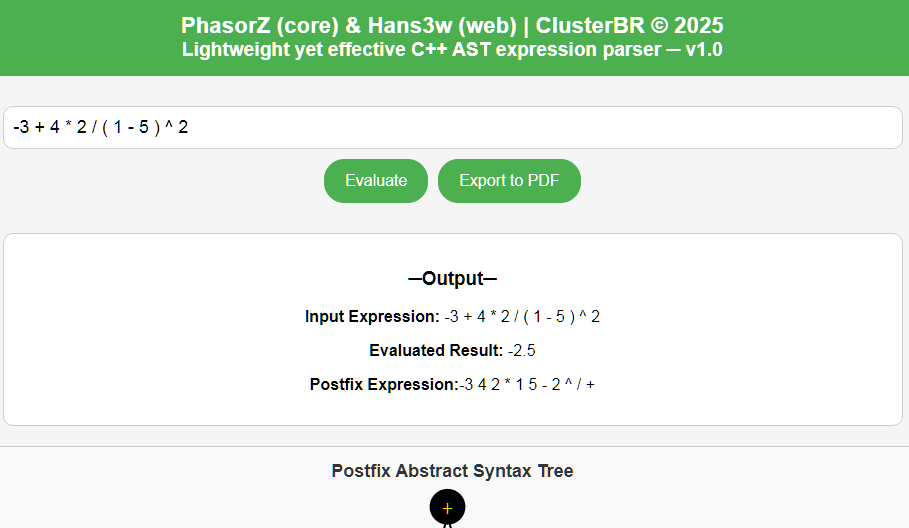 PhasorZ (core) & Hans3w (web) | ClusterBR © 2025
Lightweight yet effective C++ AST expression parser — v1.0
-3 + 4 * 2 / ( 1 - 5 ) ^ 2
Evaluate Export to PDF
—Output—
Input Expression: -3 + 4 * 2 / ( 1 - 5 ) ^ 2
Evaluated Result: -2.5
Postfix Expression:-3 4 2 * 1 5 - 2 ^ / +
Postfix Abstract Syntax Tree
+